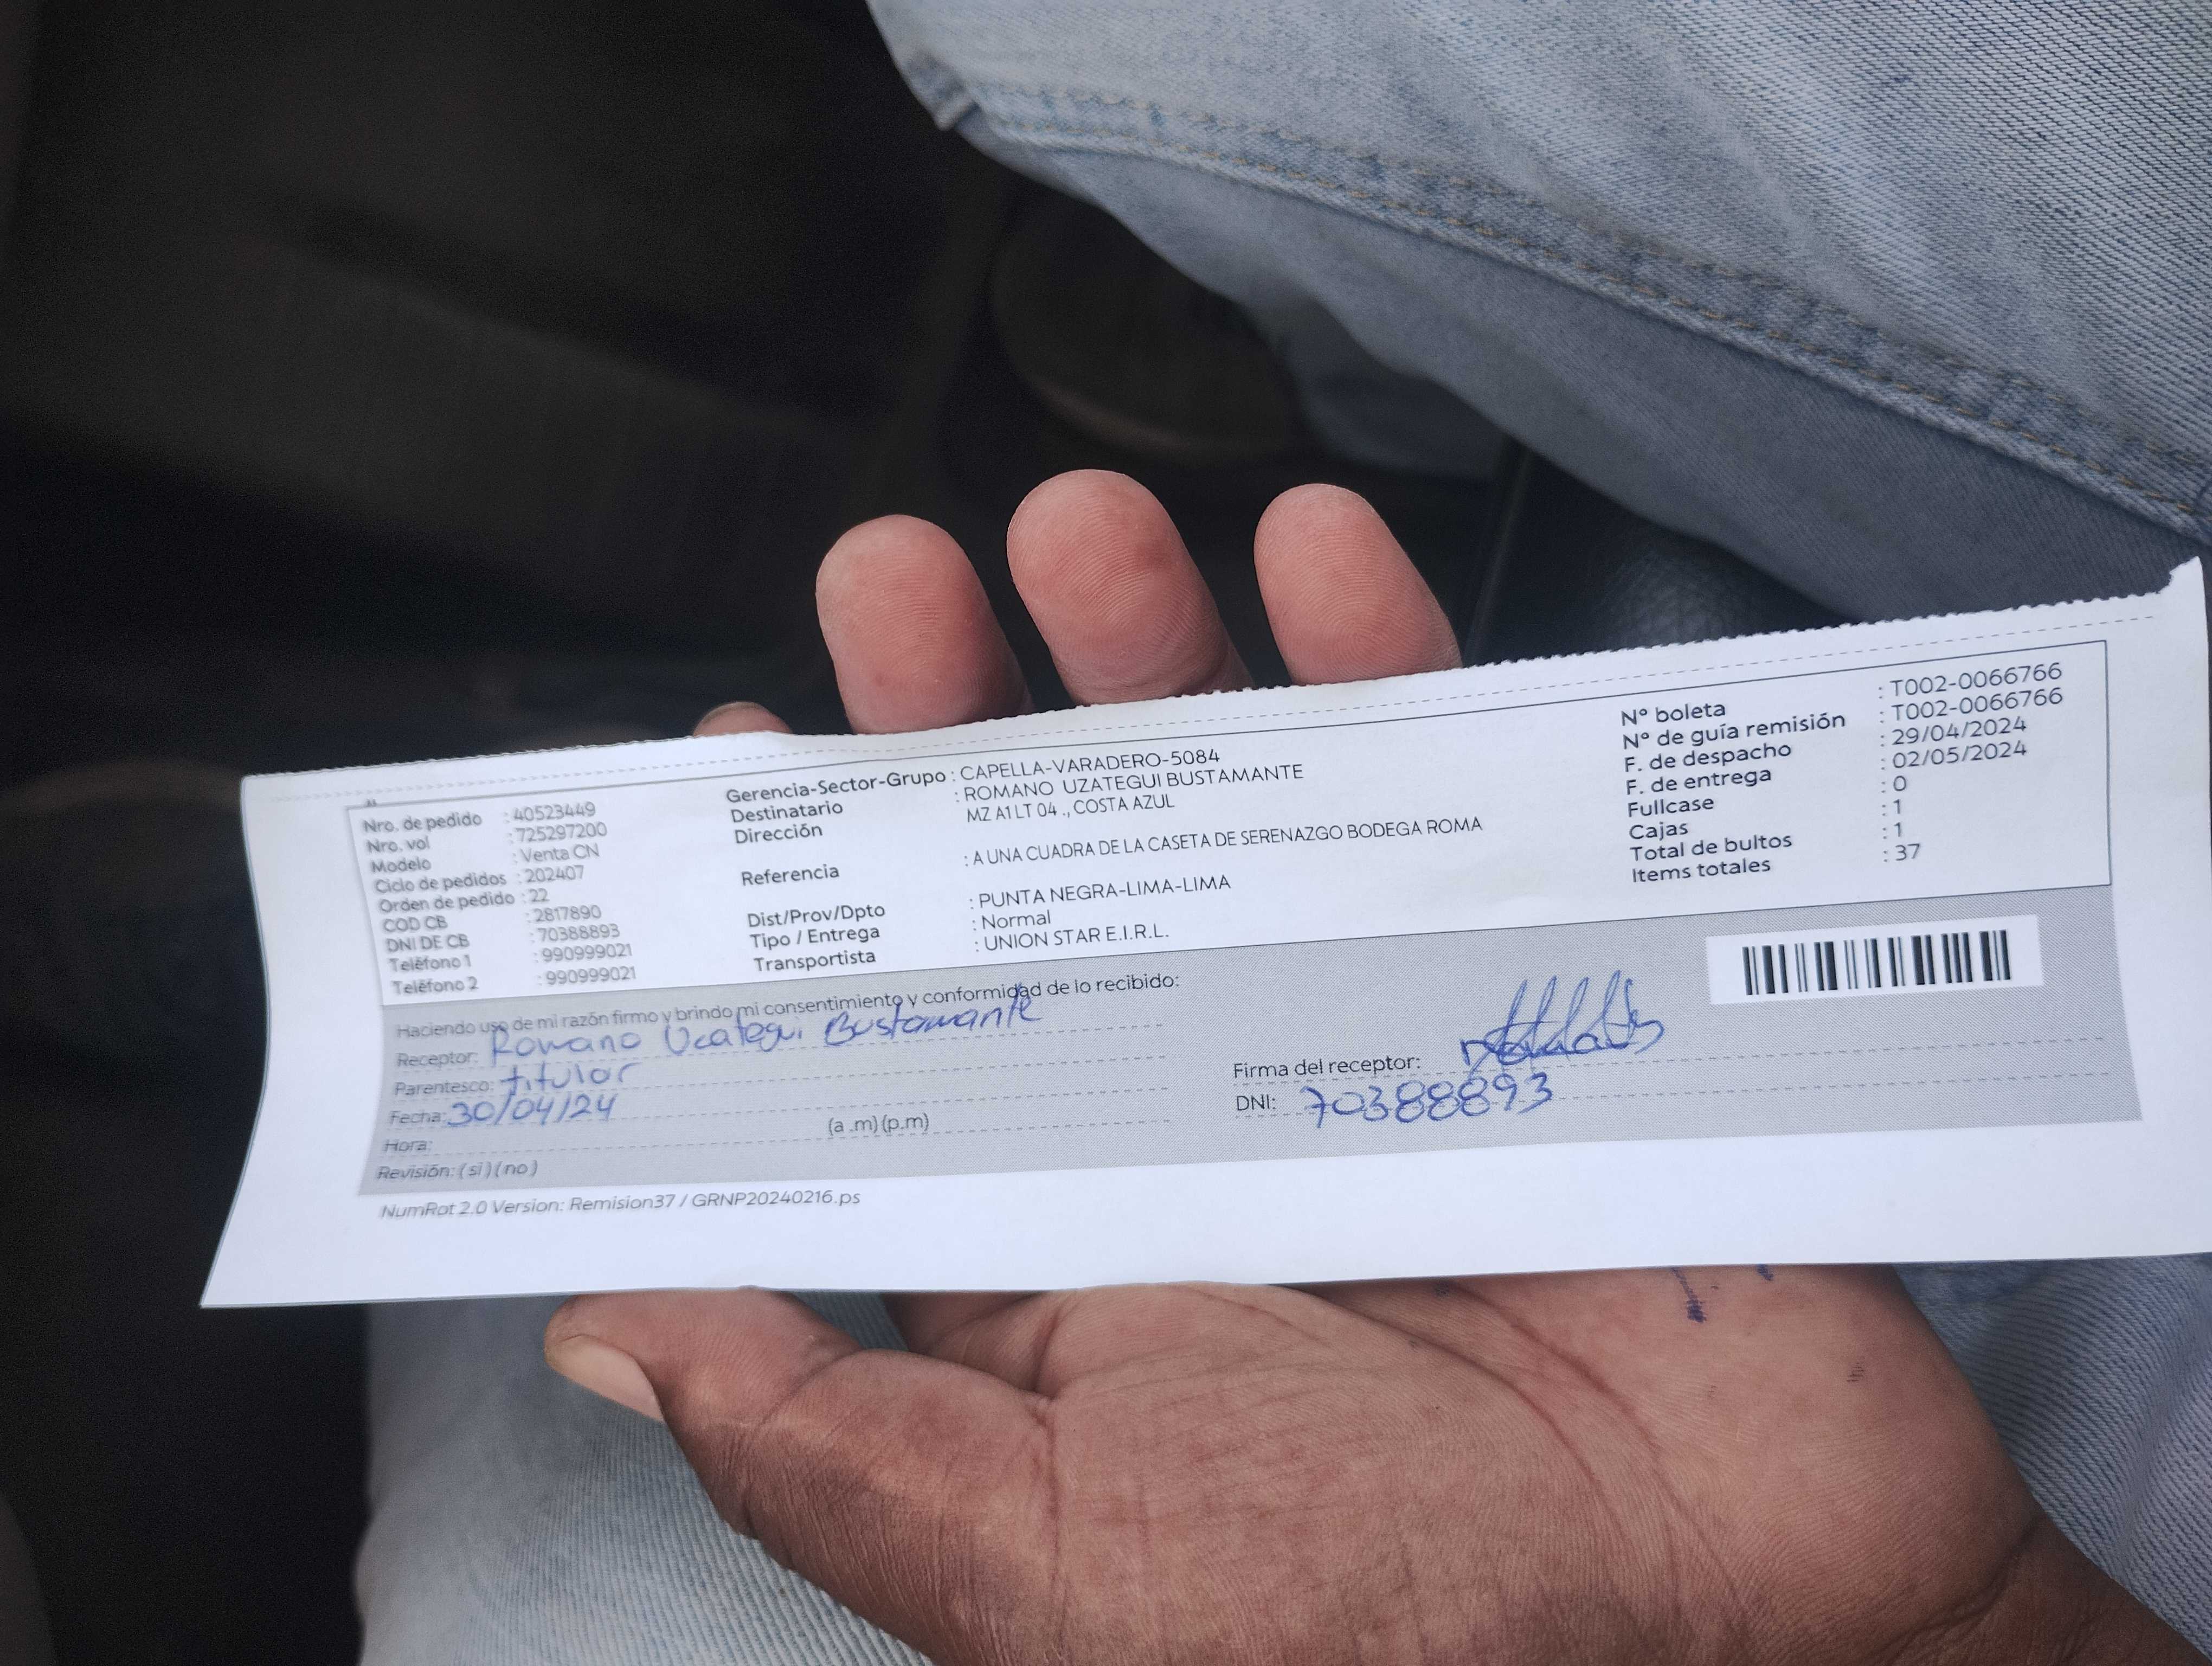 Nro. de pedido : 40523449
Nro. vol : 725297200
Modelo : Venta CN
Ciclo de pedidos : 202407
Orden de pedido : 22
COD CB : 2817890
DNI DE CB : 70388893
Teléfono 1 : 990999021
Teléfono 2 : 990999021
Gerencia-Sector-Grupo : CAPELLA-VARADERO-5084
Destinatario : ROMANO UZATEGUI BUSTAMANTE
Dirección MZ A1 LT 04 ., COSTA AZUL
Referencia : A UNA CUADRA DE LA CASETA DE SERENAZGO BODEGA ROMA
Dist/Prov/Dpto : PUNTA NEGRA-LIMA-LIMA
Tipo / Entrega : Normal
Transportista : UNION STAR E.I.R.L.
Nº boleta : T002-0066766
Nº de guía remisión : T002-0066766
F. de despacho : 29/04/2024
F. de entrega : 02/05/2024
Fullcase : 0
Cajas : 1
Total de bultos : 1
Items totales : 37
Haciendo uso de mi razón firmo y brindo mi consentimiento y conformidad de lo recibido:
Receptor: Romano Ucategui Bustamante
Parentesco: titular
Fecha: 30/04/24
Hora: (a .m) (p.m)
Revisión: ( si ) ( no )
Firma del receptor:
DNI: 70388893
NumRot 2.0 Version: Remision37 / GRNP20240216.ps